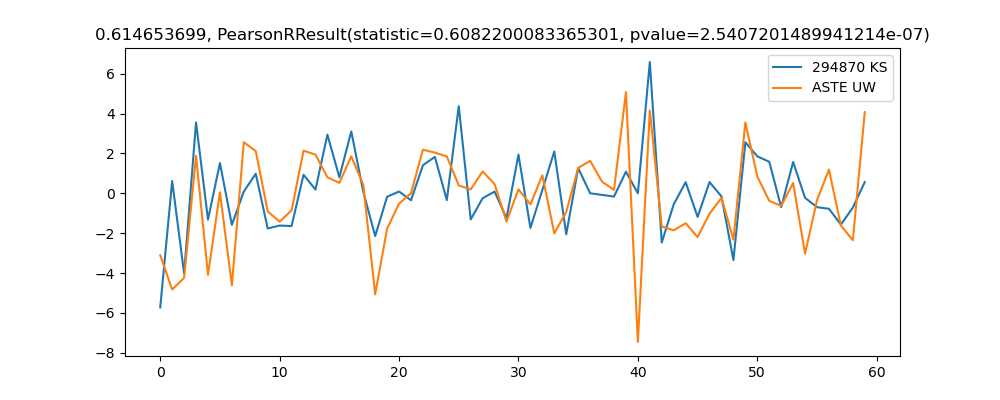 0.614653699, PearsonRResult(statistic=0.6082200083365301, pvalue=2.5407201489941214e-07)
294870 KS
ASTE UW
6
4
2
0
−2
−4
−6
−8
0 10 20 30 40 50 60